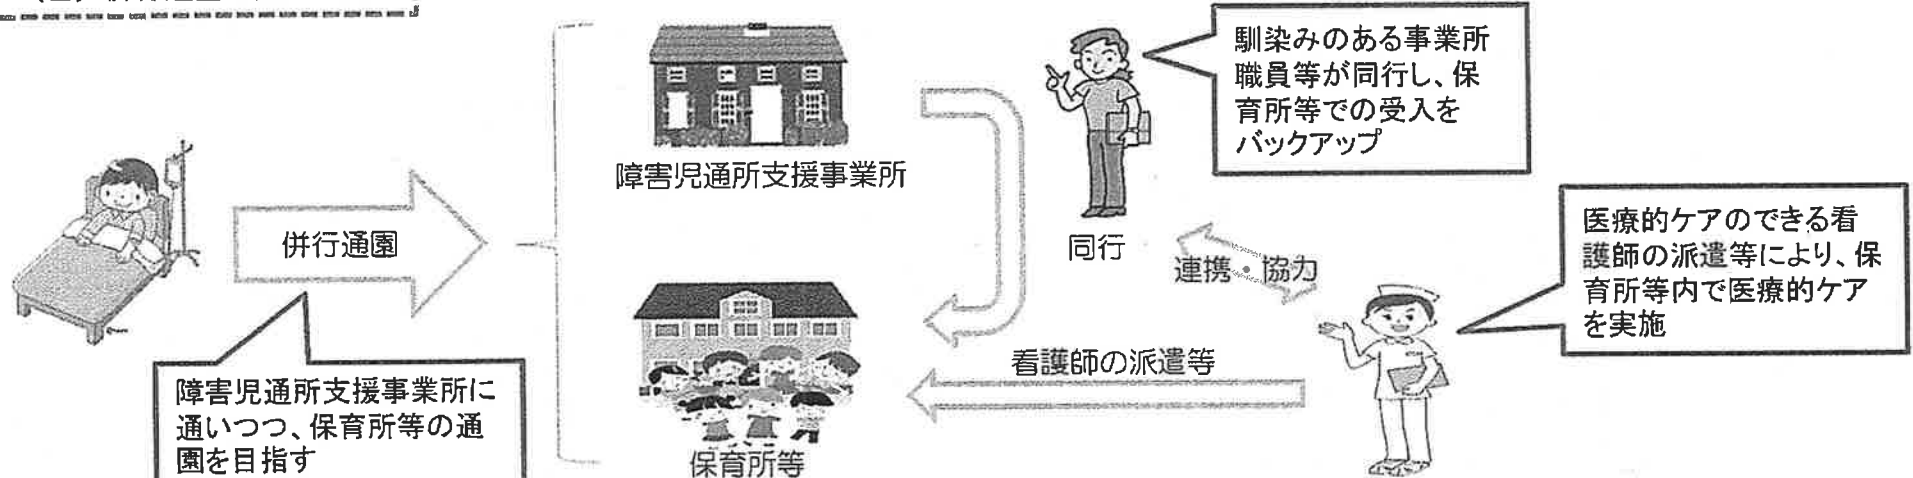 馴染みのある事業所
職員等が同行し、保
育所等での受入を
バックアップ
障害児通所支援事業所
医療的ケアのできる看
護師の派遣等により、保
育所等内で医療的ケア
を実施
併行通園
同行
連携・協力
看護師の派遣等
障害児通所支援事業所に
通いつつ、保育所等の通
園を目指す
保育所等